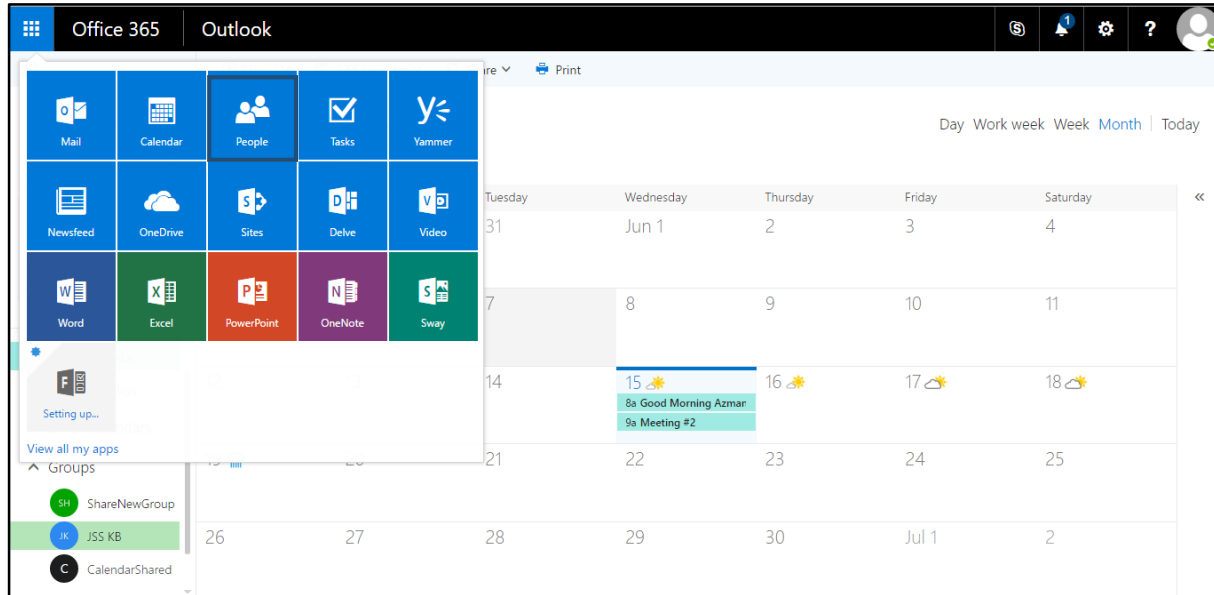 Office 365 Outlook 1 ?
Print
Mail Calendar People Tasks Yammer
Day Work week Week Month Today
Newsfeed OneDrive Sites Delve Video
Tuesday Wednesday Thursday Friday Saturday
31 Jun 1 2 3 4
Word Excel PowerPoint OneNote Sway
7 8 9 10 11
Setting up...
14 15 16 17 18
8a Good Morning Azman
9a Meeting #2
View all my apps
Groups
21 22 23 24 25
SH ShareNewGroup
JK JSS KB
26 27 28 29 30 Jul 1 2
C CalendarShared